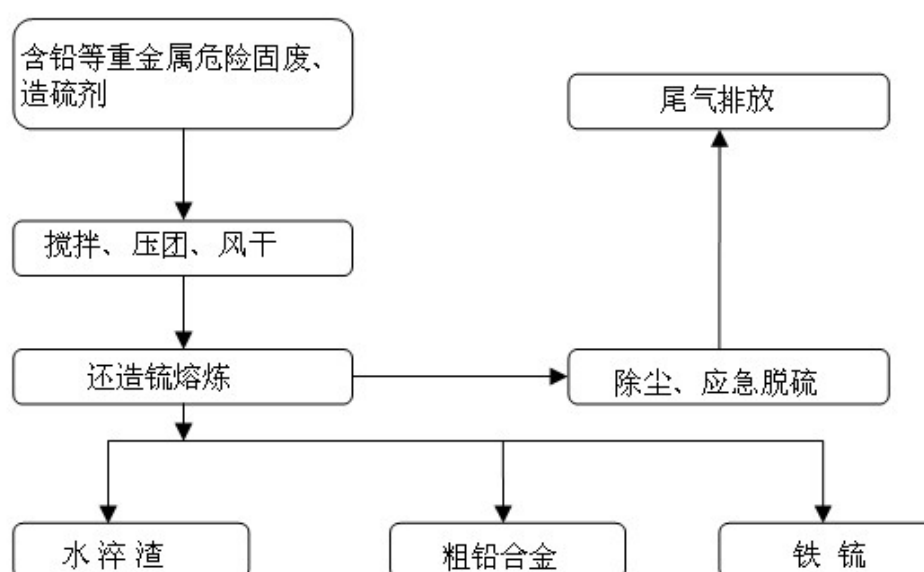 含铅等重金属危险固废、
造硫剂
尾气排放
搅拌、压团、风干
还造锍熔炼
除尘、应急脱硫
水淬渣
粗铅合金
铁锍